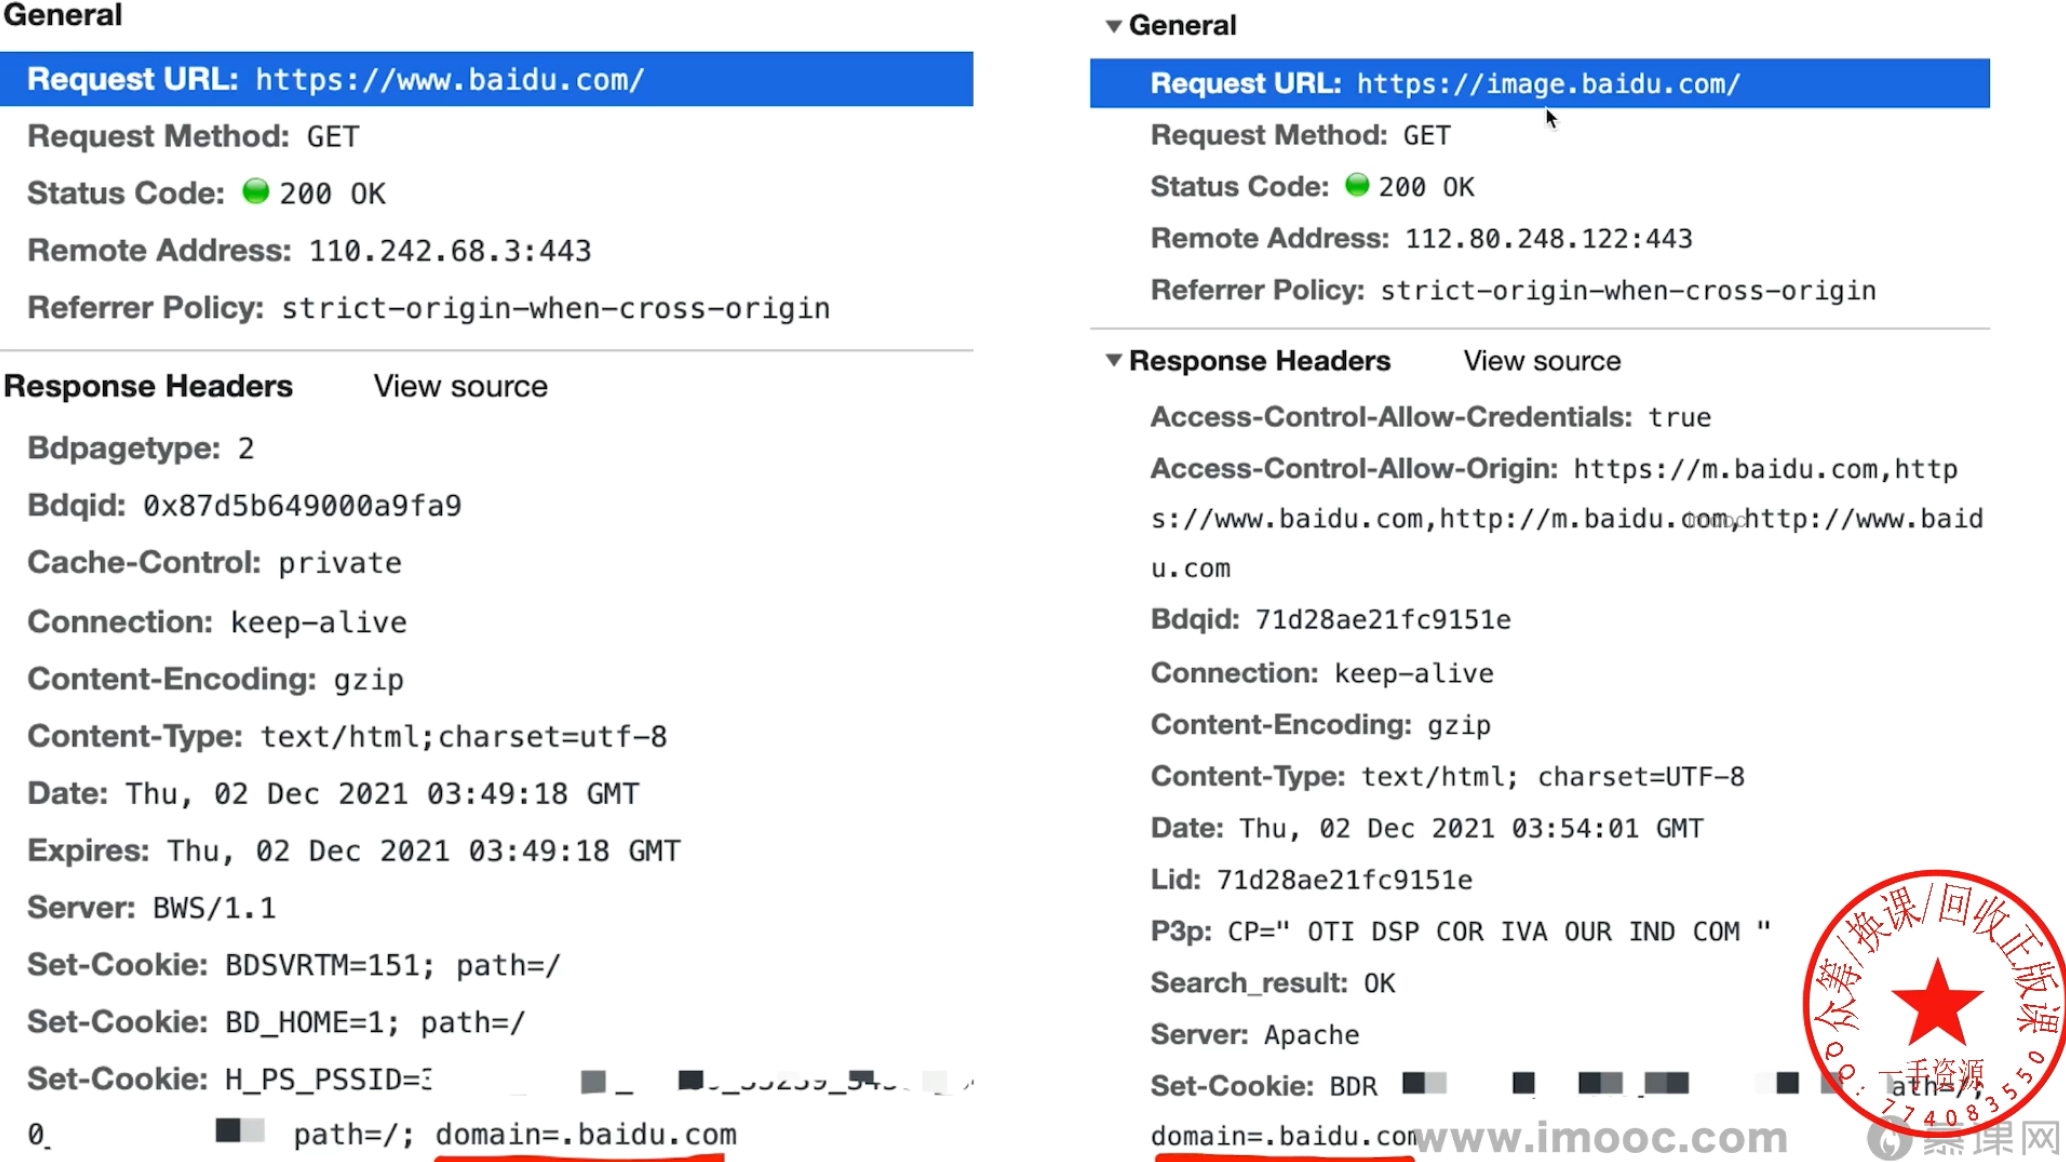 General
Request URL: https://www.baidu.com/
Request Method: GET
Status Code: 200 OK
Remote Address: 110.242.68.3:443
Referrer Policy: strict-origin-when-cross-origin
Response Headers View source
Bdpagetype: 2
Bdqid: 0x87d5b649000a9fa9
Cache-Control: private
Connection: keep-alive
Content-Encoding: gzip
Content-Type: text/html;charset=utf-8
Date: Thu, 02 Dec 2021 03:49:18 GMT
Expires: Thu, 02 Dec 2021 03:49:18 GMT
Server: BWS/1.1
Set-Cookie: BDSVRTM=151; path=/
Set-Cookie: BD_HOME=1; path=/
Set-Cookie: H_PS_PSSID=3
0_ path=/; domain=.baidu.com
General
Request URL: https://image.baidu.com/
Request Method: GET
Status Code: 200 OK
Remote Address: 112.80.248.122:443
Referrer Policy: strict-origin-when-cross-origin
Response Headers View source
Access-Control-Allow-Credentials: true
Access-Control-Allow-Origin: https://m.baidu.com,http
s://www.baidu.com,http://m.baidu.com,http://www.baid
u.com
Bdqid: 71d28ae21fc9151e
Connection: keep-alive
Content-Encoding: gzip
Content-Type: text/html; charset=UTF-8
Date: Thu, 02 Dec 2021 03:54:01 GMT
Lid: 71d28ae21fc9151e
P3p: CP=" OTI DSP COR IVA OUR IND COM "
Search_result: OK
Server: Apache
Set-Cookie: BDR ath=/;
domain=.baidu.com
众筹/换课/回收正版课
一手资源
QQ:774083550
www.imooc.com
慕课网